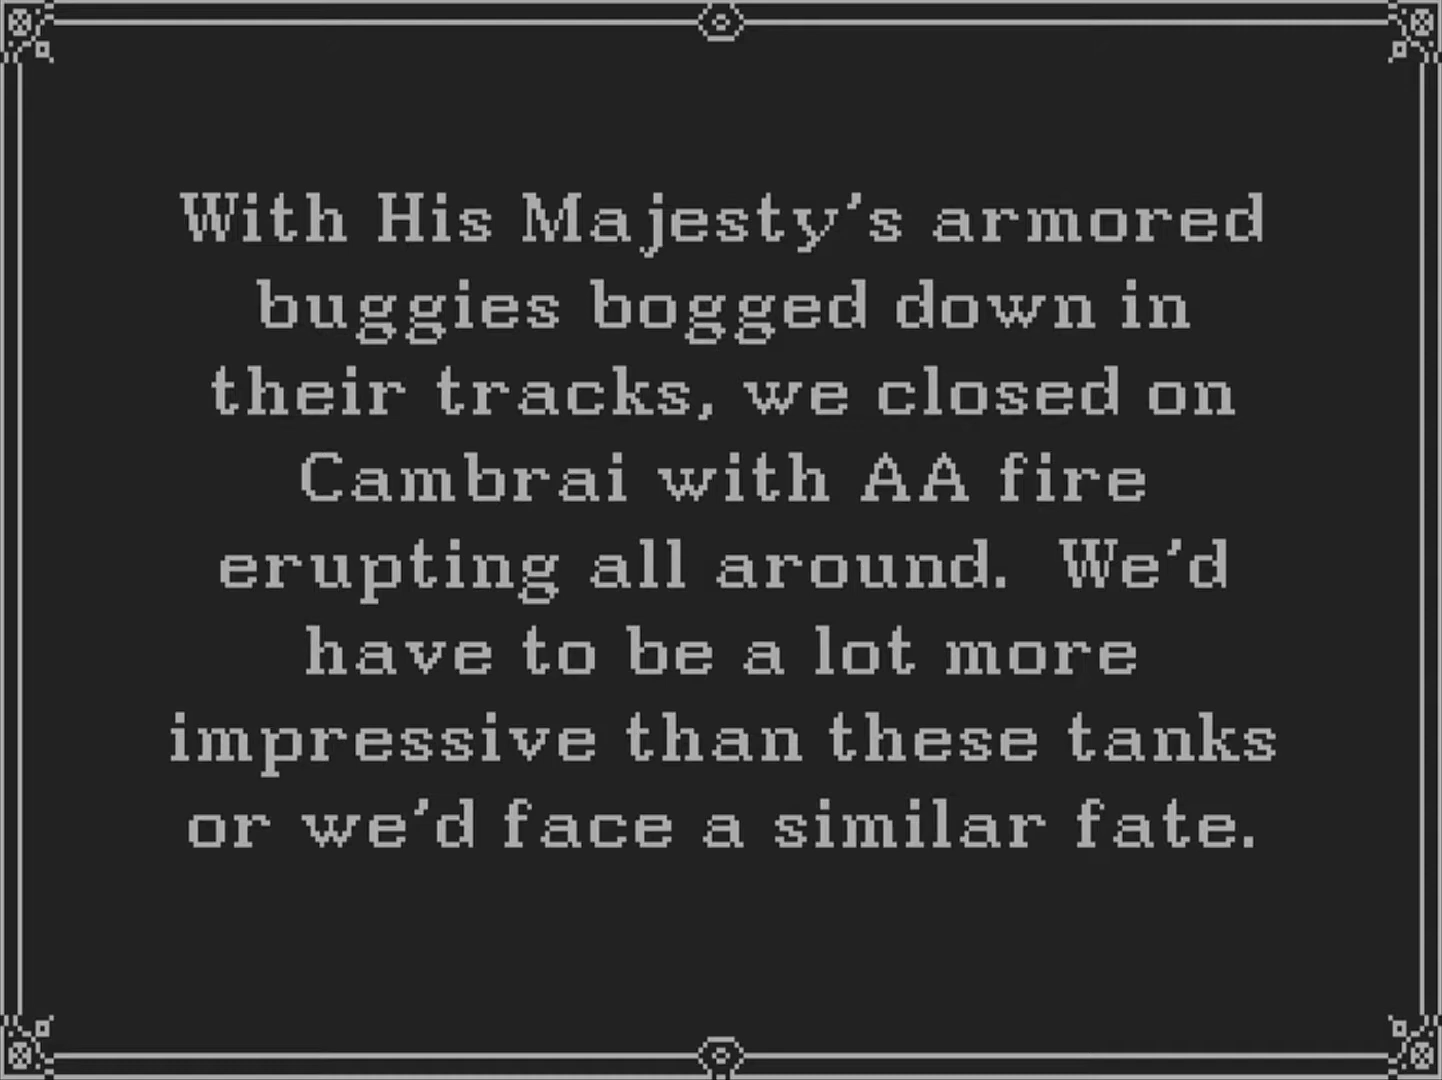 With His Majesty's armored
buggies bogged down in
their tracks, we closed on
Cambrai with AA fire
erupting all around.  We'd
have to be a lot more
impressive than these tanks
or we'd face a similar fate.